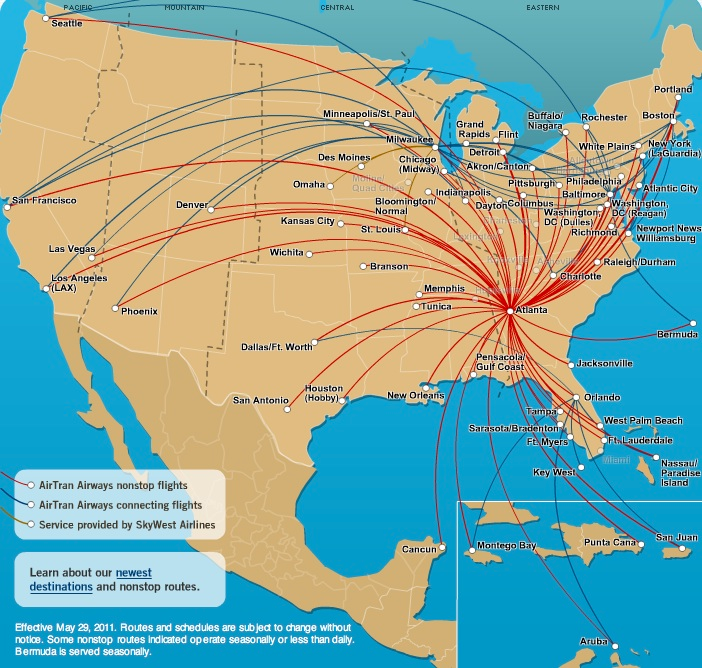 PACIFIC
MOUNTAIN
CENTRAL
EASTERN
Seattle
Portland
Minneapolis/St. Paul
Buffalo/
Niagara
Rochester
Boston
Grand
Rapids
Flint
Milwaukee
White Plains
New York
(LaGuardia)
Des Moines
Chicago
(Midway)
Detroit
Akron/Canton
Moline/
Quad Cities
Omaha
Pittsburgh
Philadelphia
Atlantic City
San Francisco
Denver
Bloomington/
Normal
Indianapolis
Dayton
Columbus
Baltimore
Washington,
DC (Reagan)
Washington,
DC (Dulles)
Kansas City
St. Louis
Richmond
Newport News
Williamsburg
Las Vegas
Wichita
Branson
Raleigh/Durham
Los Angeles
(LAX)
Charlotte
Memphis
Tunica
Phoenix
Atlanta
Bermuda
Dallas/Ft. Worth
Pensacola/
Gulf Coast
Jacksonville
Houston
(Hobby)
San Antonio
New Orleans
Orlando
Tampa
West Palm Beach
Sarasota/Bradenton
Ft. Myers
Ft. Lauderdale
Miami
Key West
Nassau/
Paradise
Island
AirTran Airways nonstop flights
AirTran Airways connecting flights
Service provided by SkyWest Airlines
Cancun
Montego Bay
Punta Cana
San Juan
Learn about our newest
destinations and nonstop routes.
Effective May 29, 2011. Routes and schedules are subject to change without
notice. Some nonstop routes indicated operate seasonally or less than daily.
Bermuda is served seasonally.
Aruba